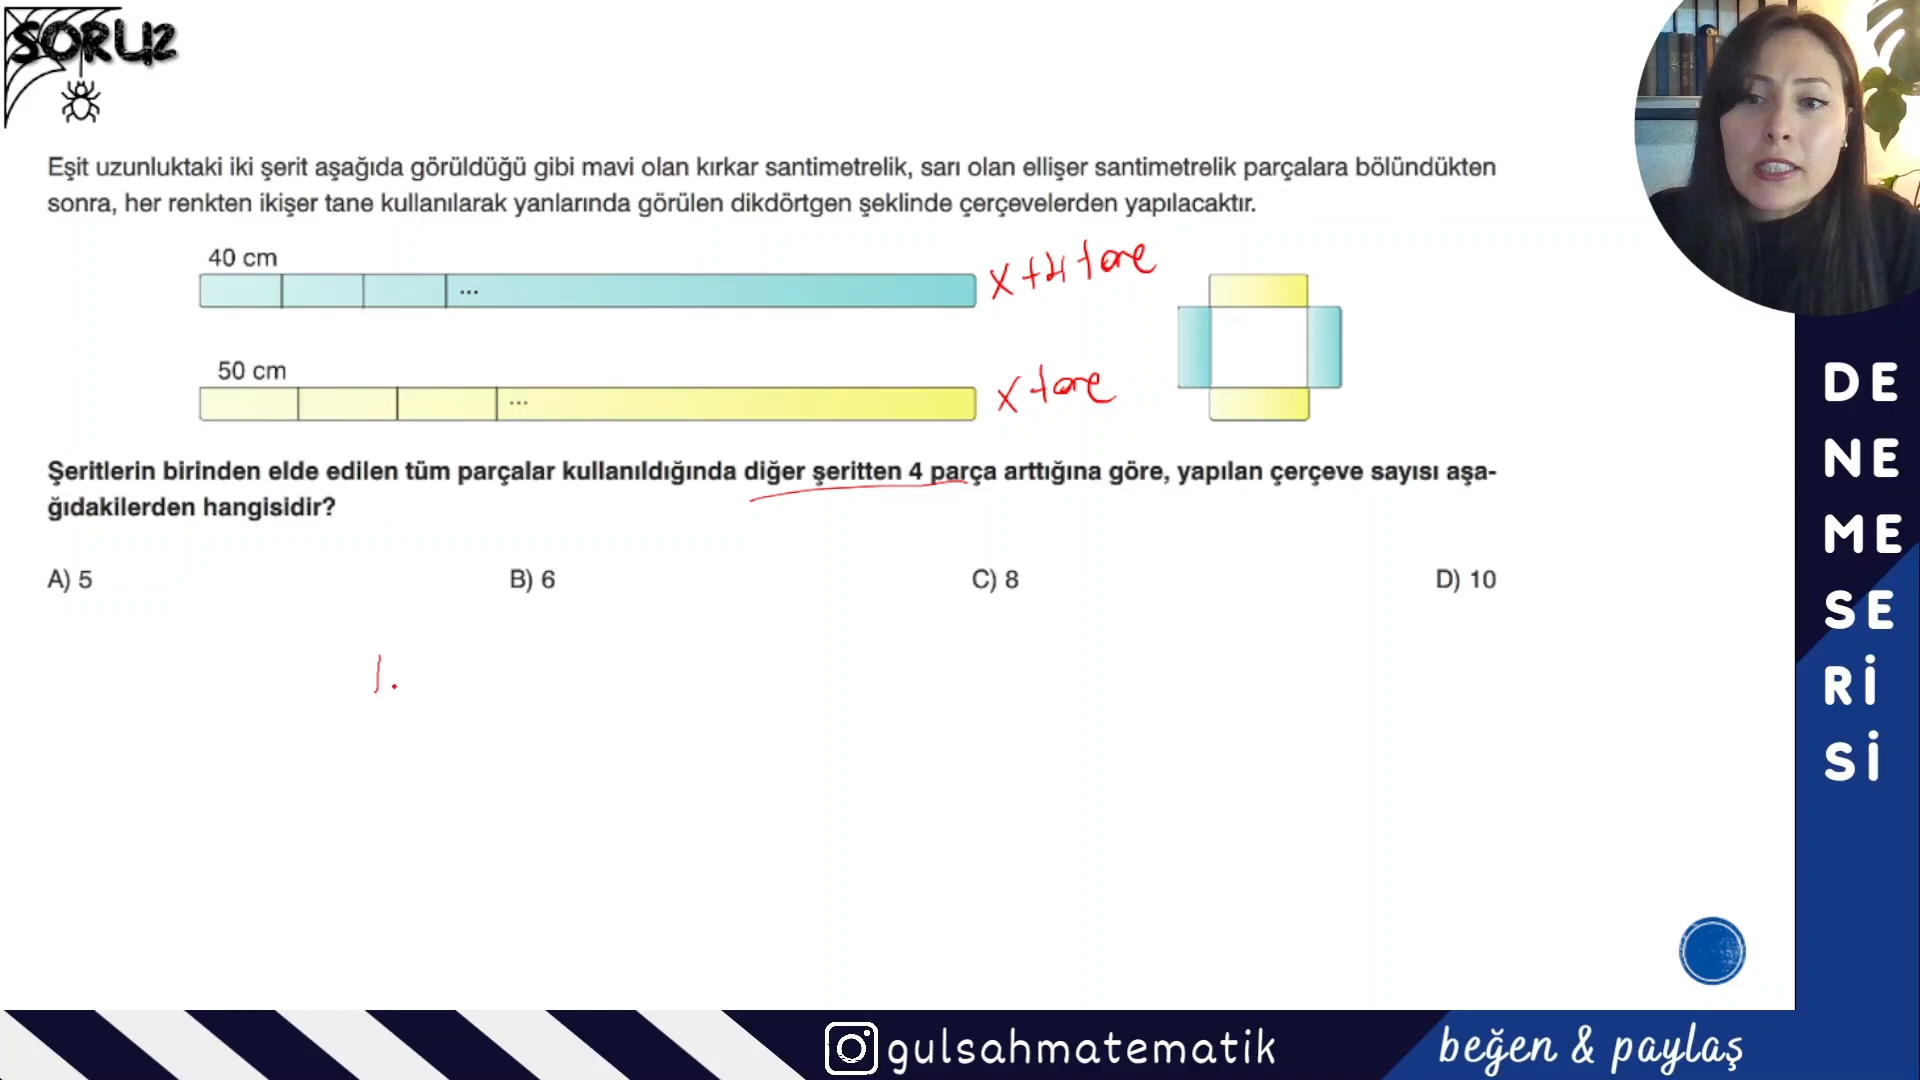 SORU2
Eşit uzunluktaki iki şerit aşağıda görüldüğü gibi mavi olan kırkar santimetrelik, sarı olan ellişer santimetrelik parçalara bölündükten
sonra, her renkten ikişer tane kullanılarak yanlarında görülen dikdörtgen şeklinde çerçevelerden yapılacaktır.
40 cm
...
x+4 tane
50 cm
...
x tane
Şeritlerin birinden elde edilen tüm parçalar kullanıldığında diğer şeritten 4 parça arttığına göre, yapılan çerçeve sayısı aşa-
ğıdakilerden hangisidir?
A) 5
B) 6
C) 8
D) 10
1.
DE
NE
ME
SE
Rİ
Sİ
gulsahmatematik
beğen & paylaş